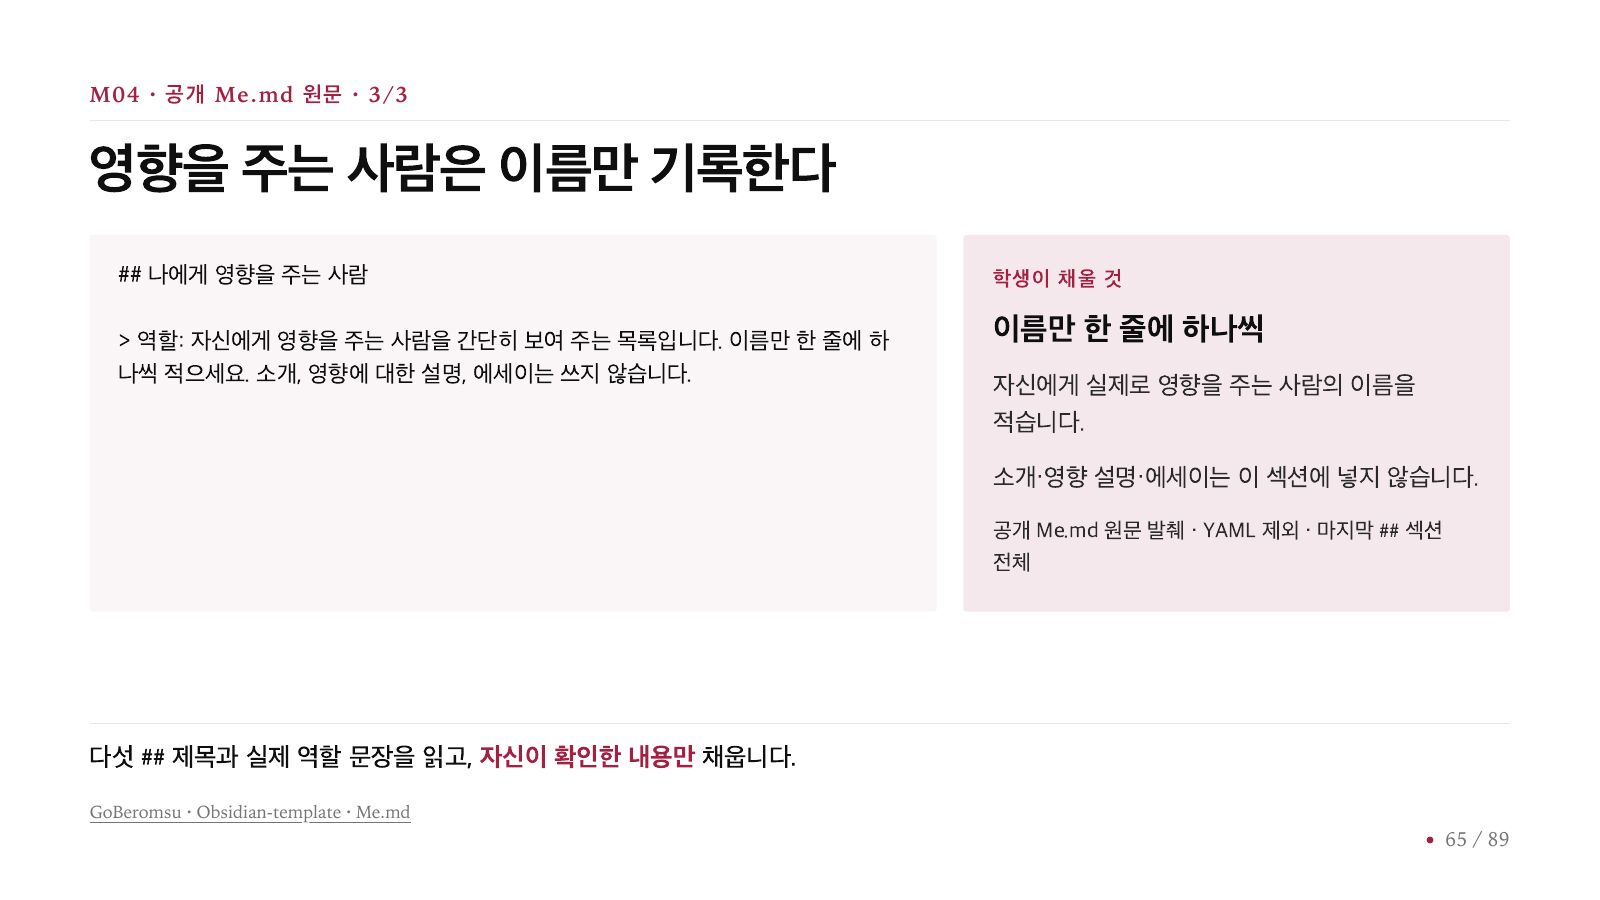 M04 · 공개 Me.md 원문 · 3/3
영향을 주는 사람은 이름만 기록한다
## 나에게 영향을 주는 사람
> 역할: 자신에게 영향을 주는 사람을 간단히 보여 주는 목록입니다. 이름만 한 줄에 하
나씩 적으세요. 소개, 영향에 대한 설명, 에세이는 쓰지 않습니다.
학생이 채울 것
이름만 한 줄에 하나씩
자신에게 실제로 영향을 주는 사람의 이름을
적습니다.
소개·영향 설명·에세이는 이 섹션에 넣지 않습니다.
공개 Me.md 원문 발췌 · YAML 제외 · 마지막 ## 섹션
전체
다섯 ## 제목과 실제 역할 문장을 읽고, 자신이 확인한 내용만 채웁니다.
GoBeromsu · Obsidian-template · Me.md
• 65 / 89